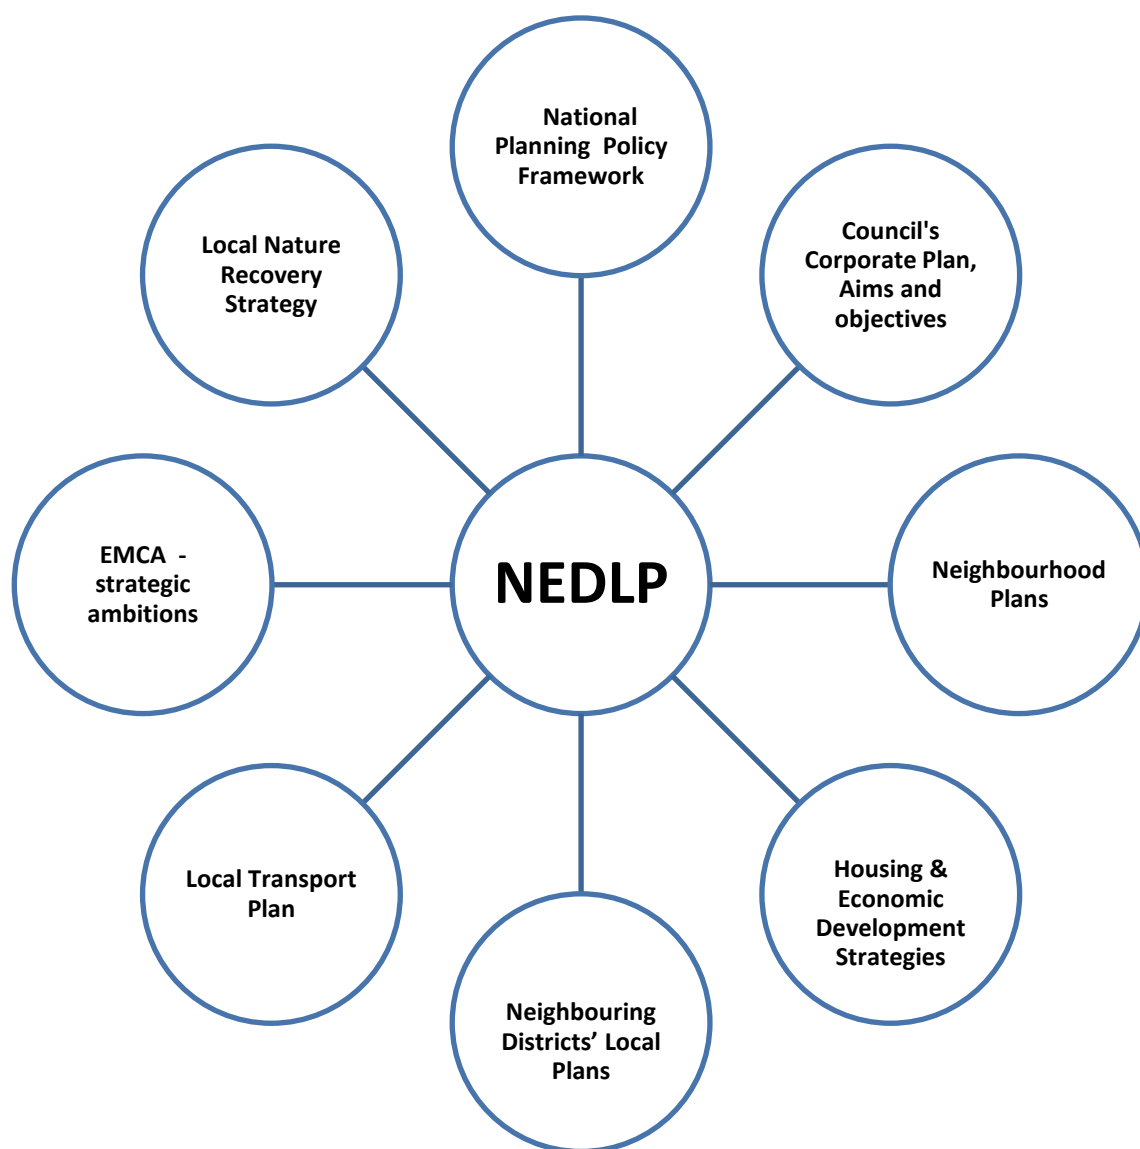 National
Planning Policy
Framework
Council's
Corporate Plan,
Aims and
objectives
Neighbourhood
Plans
Housing &
Economic
Development
Strategies
Neighbouring
Districts’ Local
Plans
Local Transport
Plan
EMCA -
strategic
ambitions
Local Nature
Recovery
Strategy
NEDLP